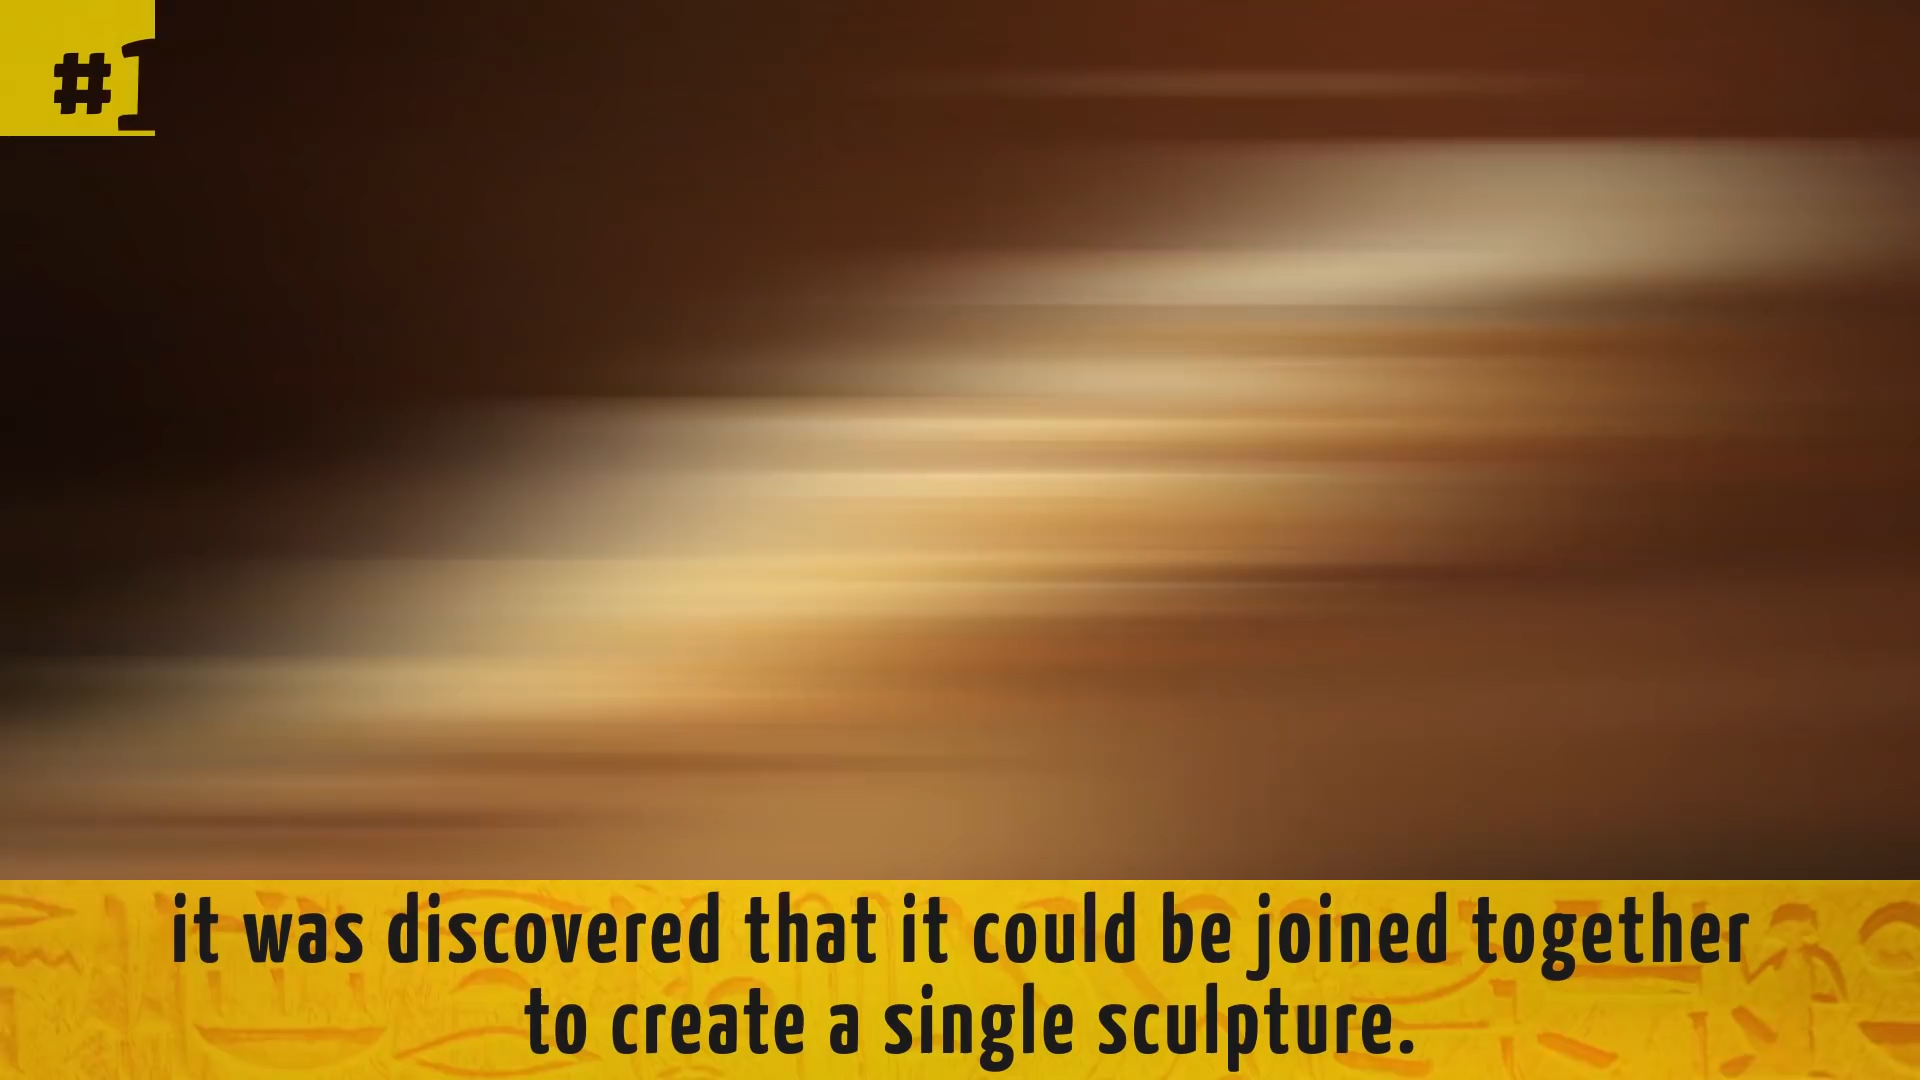 #1
it was discovered that it could be joined together
to create a single sculpture.